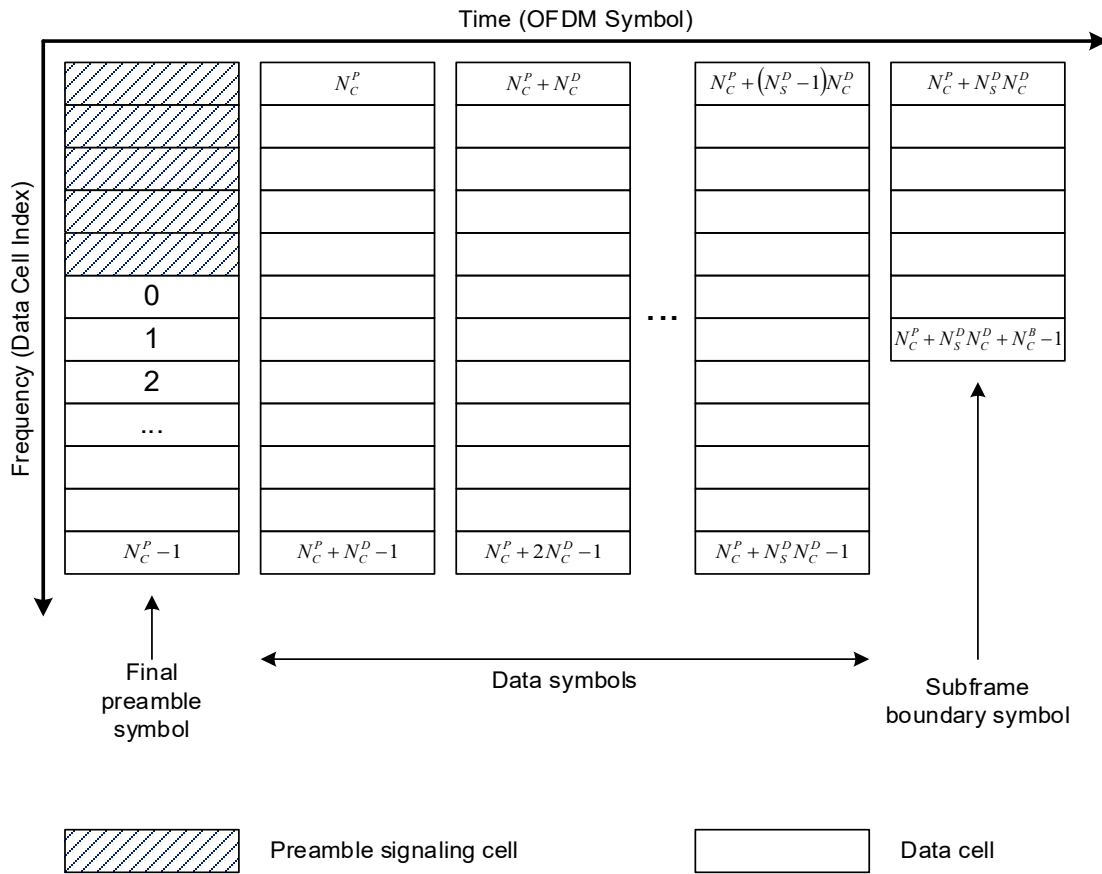 Time (OFDM Symbol)
Frequency (Data Cell Index)
0
1
2
...
N_C^P − 1
N_C^P
N_C^P + N_C^D − 1
N_C^P + N_C^D
N_C^P + 2N_C^D − 1
...
N_C^P + (N_S^D − 1)N_C^D
N_C^P + N_S^D N_C^D − 1
N_C^P + N_S^D N_C^D
N_C^P + N_S^D N_C^D + N_C^B − 1
Final
preamble
symbol
Data symbols
Subframe
boundary symbol
Preamble signaling cell
Data cell